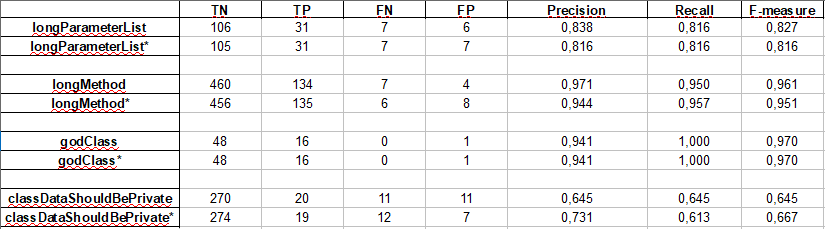 TN TP FN FP Precision Recall F-measure
longParameterList 106 31 7 6 0,838 0,816 0,827
longParameterList* 105 31 7 7 0,816 0,816 0,816
longMethod 460 134 7 4 0,971 0,950 0,961
longMethod* 456 135 6 8 0,944 0,957 0,951
godClass 48 16 0 1 0,941 1,000 0,970
godClass* 48 16 0 1 0,941 1,000 0,970
classDataShouldBePrivate 270 20 11 11 0,645 0,645 0,645
classDataShouldBePrivate* 274 19 12 7 0,731 0,613 0,667